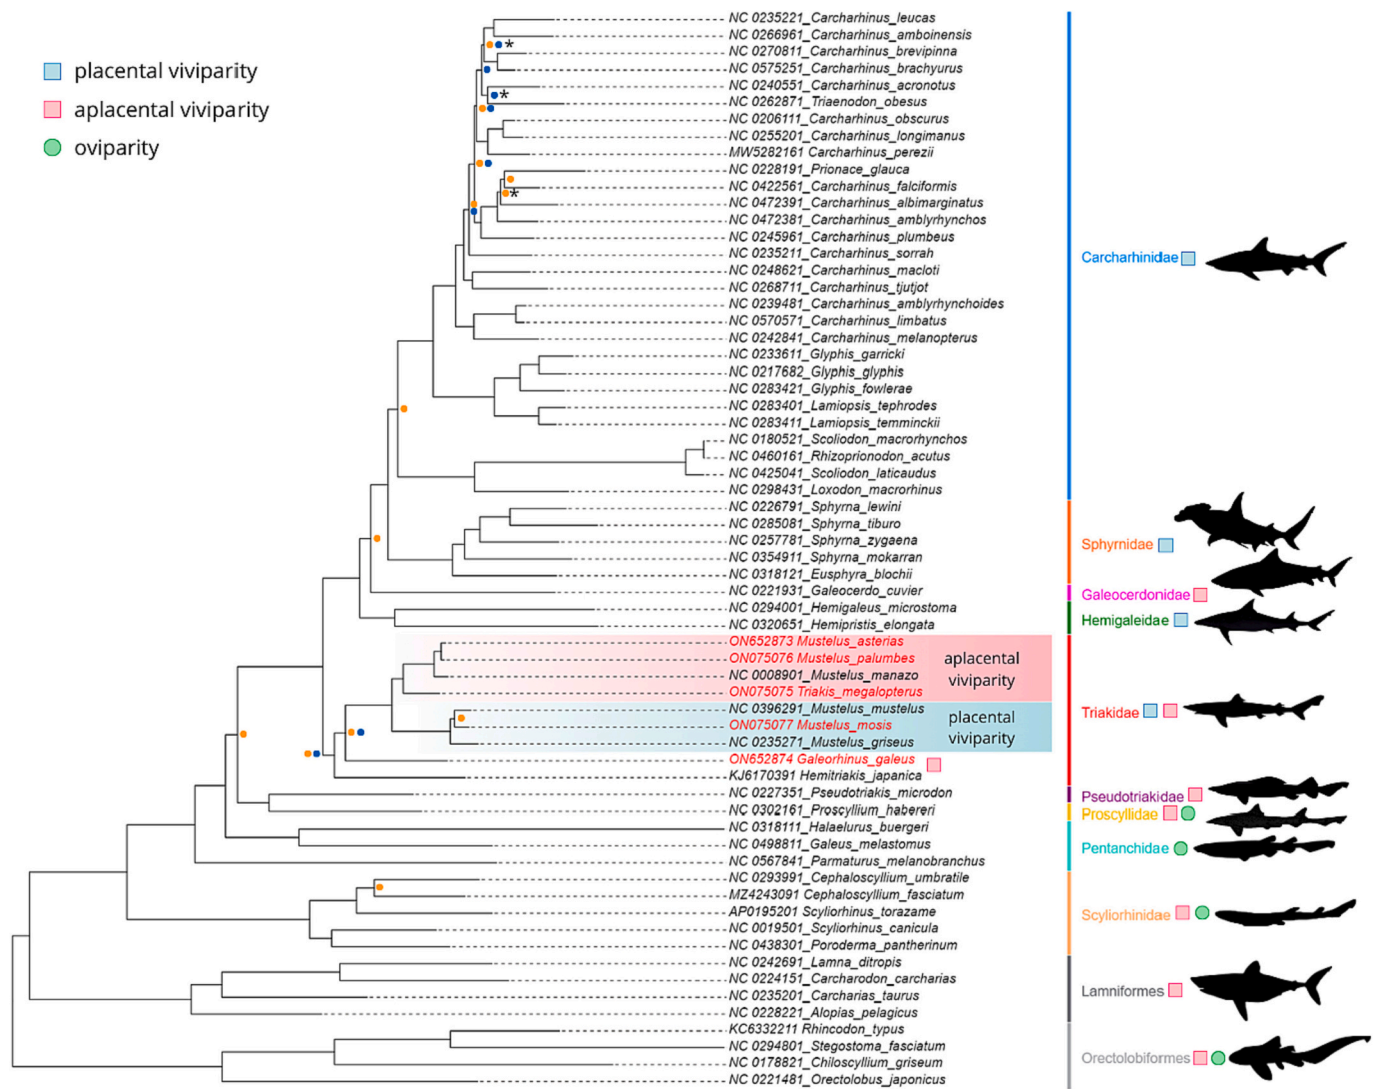 placental viviparity
aplacental viviparity
oviparity
NC 0235221_Carcharhinus_leucas
NC 0266961_Carcharhinus_amboinensis
NC 0270811_Carcharhinus_brevipinna
NC 0575251_Carcharhinus_brachyurus
NC 0240551_Carcharhinus_acronotus
NC 0262871_Triaenodon_obesus
NC 0206111_Carcharhinus_obscurus
NC 0255201_Carcharhinus_longimanus
MW5282161 Carcharhinus_perezii
NC 0228191_Prionace_glauca
NC 0422561_Carcharhinus_falciformis
NC 0472391_Carcharhinus_albimarginatus
NC 0472381_Carcharhinus_amblyrhynchos
NC 0245961_Carcharhinus_plumbeus
NC 0235211_Carcharhinus_sorrah
NC 0248621_Carcharhinus_macloti
NC 0268711_Carcharhinus_tjutjot
NC 0239481_Carcharhinus_amblyrhynchoides
NC 0570571_Carcharhinus_limbatus
NC 0242841_Carcharhinus_melanopterus
NC 0233611_Glyphis_garricki
NC 0217682_Glyphis_glyphis
NC 0283421_Glyphis_fowlerae
NC 0283401_Lamiopsis_tephrodes
NC 0283411_Lamiopsis_temminckii
NC 0180521_Scoliodon_macrorhynchos
NC 0460161_Rhizoprionodon_acutus
NC 0425041_Scoliodon_laticaudus
NC 0298431_Loxodon_macrorhinus
NC 0226791_Sphyrna_lewini
NC 0285081_Sphyrna_tiburo
NC 0257781_Sphyrna_zygaena
NC 0354911_Sphyrna_mokarran
NC 0318121_Eusphyra_blochii
NC 0221931_Galeocerdo_cuvier
NC 0294001_Hemigaleus_microstoma
NC 0320651_Hemipristis_elongata
ON652873 Mustelus_asterias
ON075076 Mustelus_palumbes
NC 0008901_Mustelus_manazo
ON075075 Triakis_megalopterus
NC 0396291_Mustelus_mustelus
ON075077 Mustelus_mosis
NC 0235271_Mustelus_griseus
ON652874 Galeorhinus_galeus
KJ6170391 Hemitriakis_japanica
NC 0227351_Pseudotriakis_microdon
NC 0302161_Proscyllium_habereri
NC 0318111_Halaelurus_buergeri
NC 0498811_Galeus_melastomus
NC 0567841_Parmaturus_melanobranchus
NC 0293991_Cephaloscyllium_umbratile
MZ4243091 Cephaloscyllium_fasciatum
AP0195201 Scyliorhinus_torazame
NC 0019501_Scyliorhinus_canicula
NC 0438301_Poroderma_pantherinum
NC 0242691_Lamna_ditropis
NC 0224151_Carcharodon_carcharias
NC 0235201_Carcharias_taurus
NC 0228221_Alopias_pelagicus
KC6332211 Rhincodon_typus
NC 0294801_Stegostoma_fasciatum
NC 0178821_Chiloscyllium_griseum
NC 0221481_Orectolobus_japonicus
*
*
*
aplacental
viviparity
placental
viviparity
Carcharhinidae
Sphyrnidae
Galeocerdonidae
Hemigaleidae
Triakidae
Pseudotriakidae
Proscyllidae
Pentanchidae
Scyliorhinidae
Lamniformes
Orectolobiformes